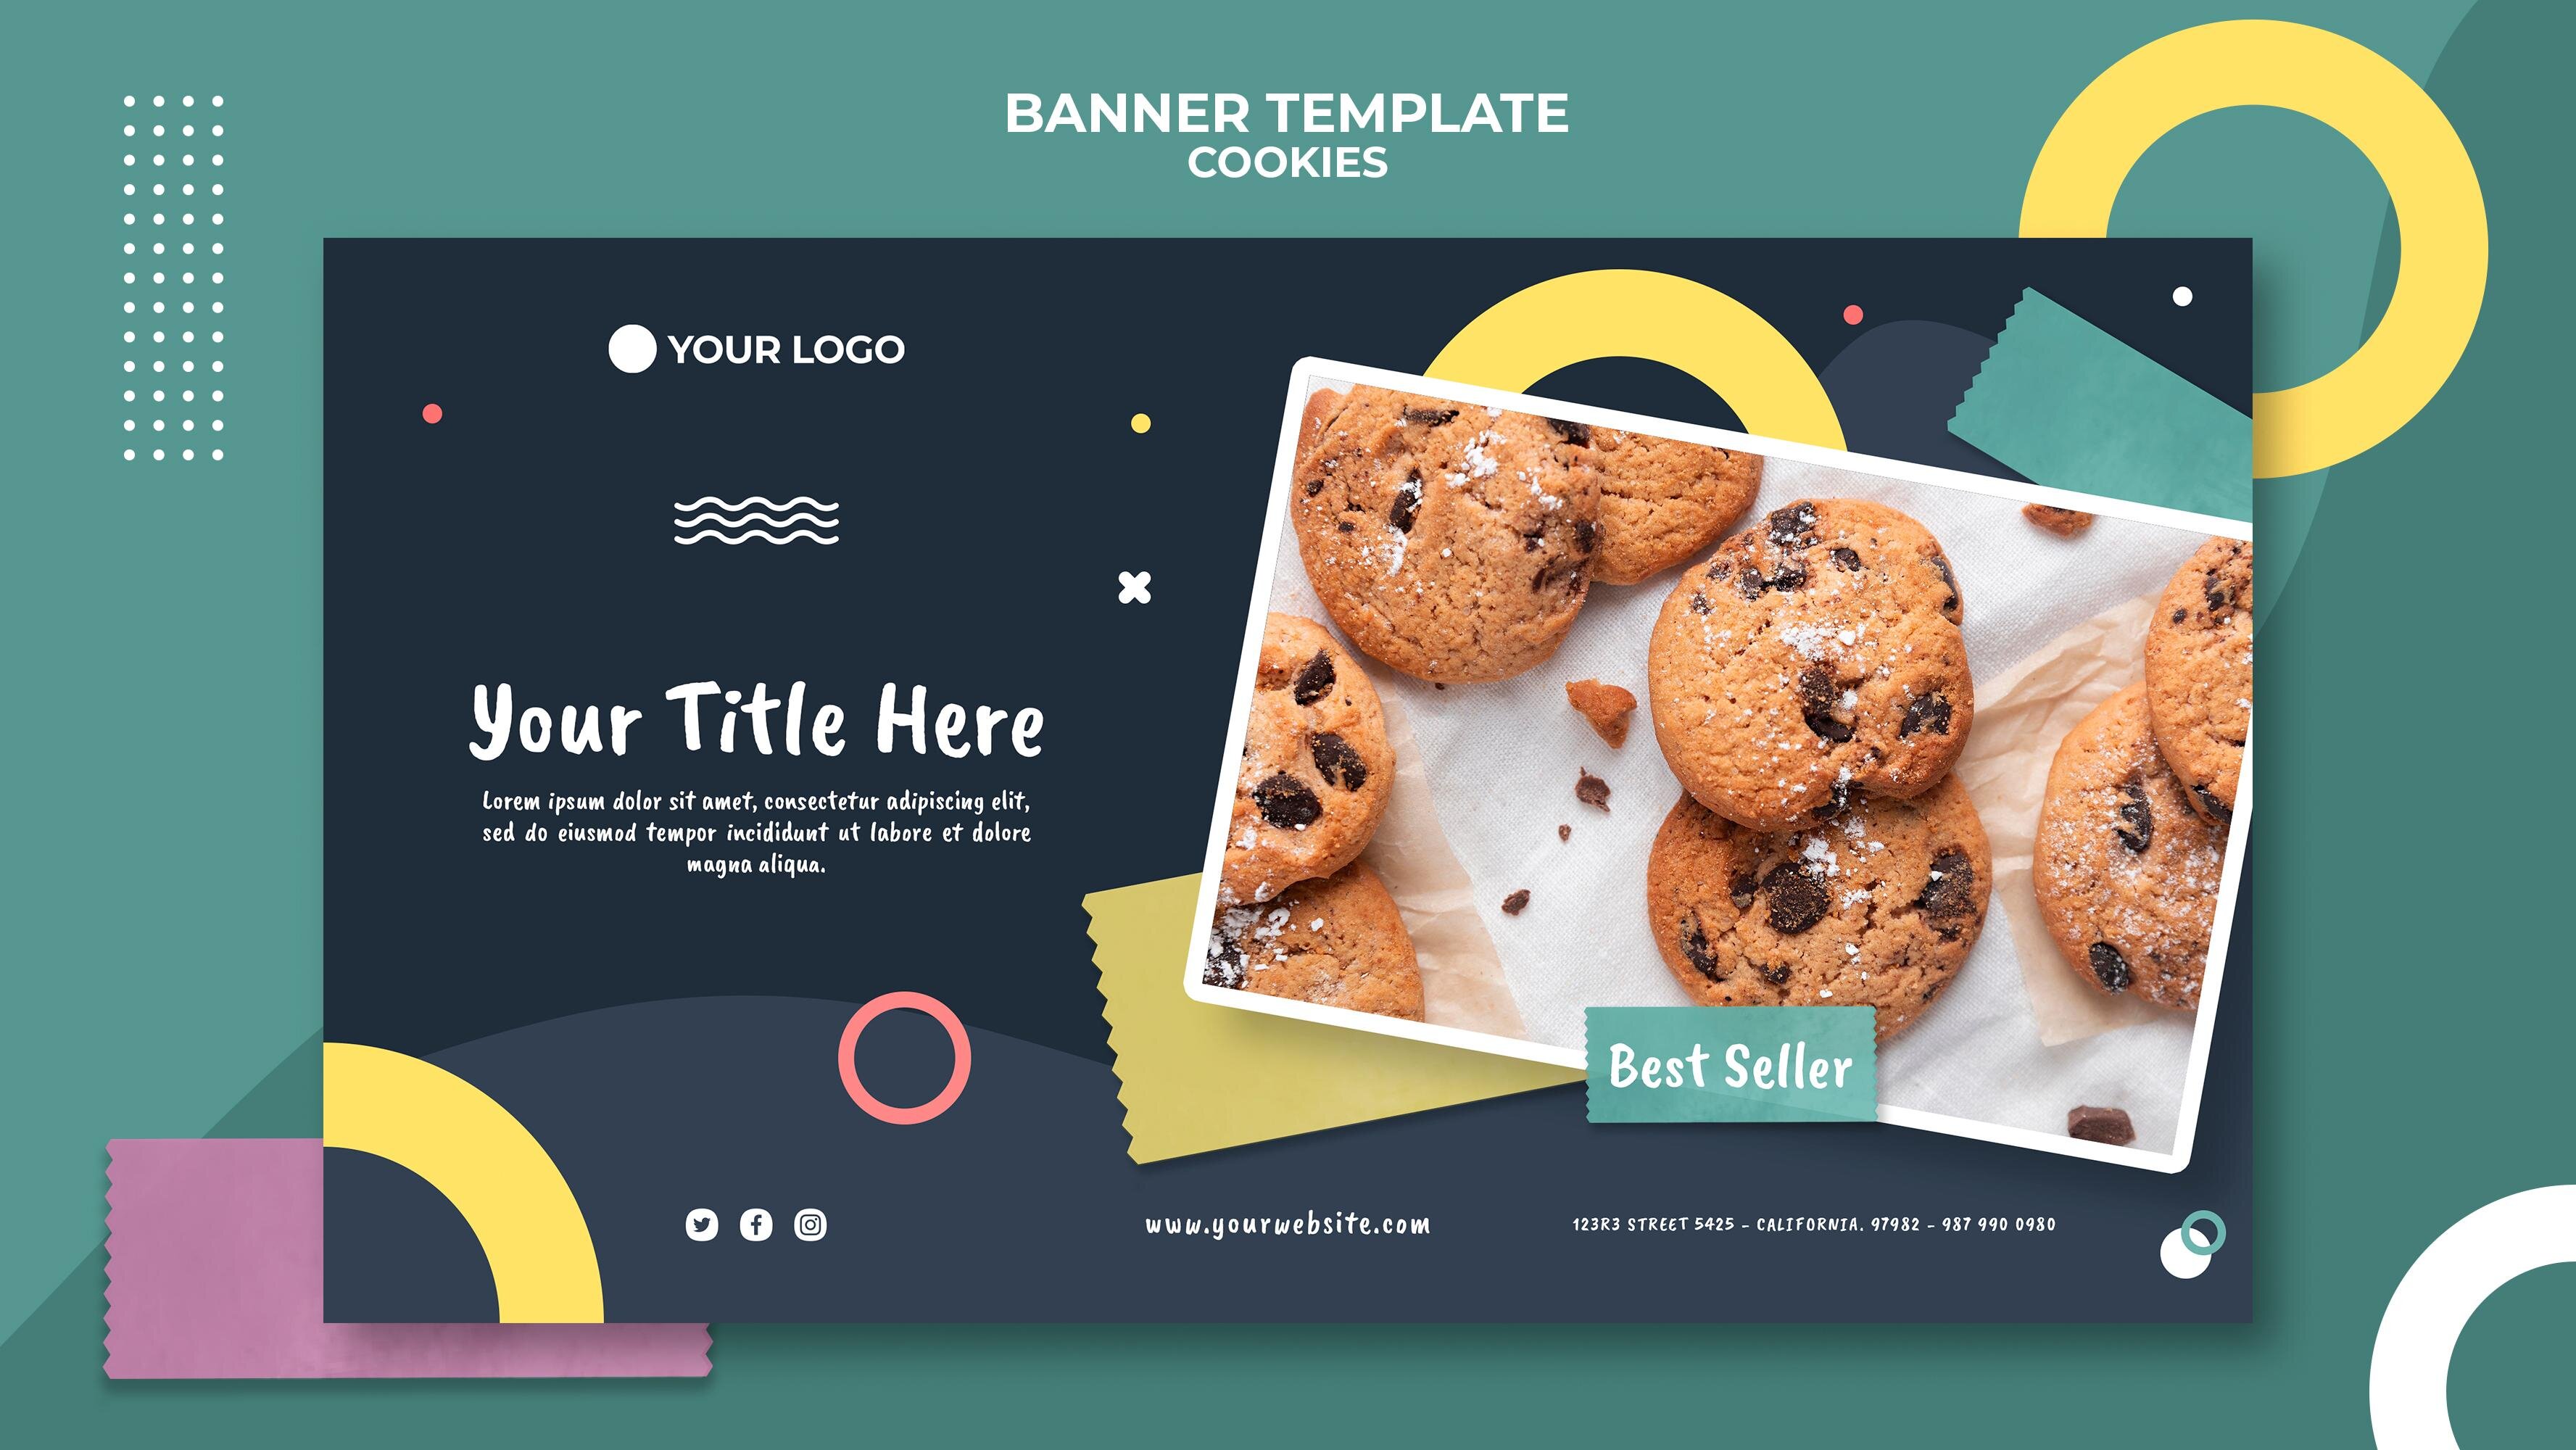 BANNER TEMPLATE
COOKIES
YOUR LOGO
Your Title Here
Lorem ipsum dolor sit amet, consectetur adipiscing elit,
sed do eiusmod tempor incididunt ut labore et dolore
magna aliqua.
Best Seller
www.yourwebsite.com
123R3 STREET 5425 - CALIFORNIA. 97982 - 987 990 0980